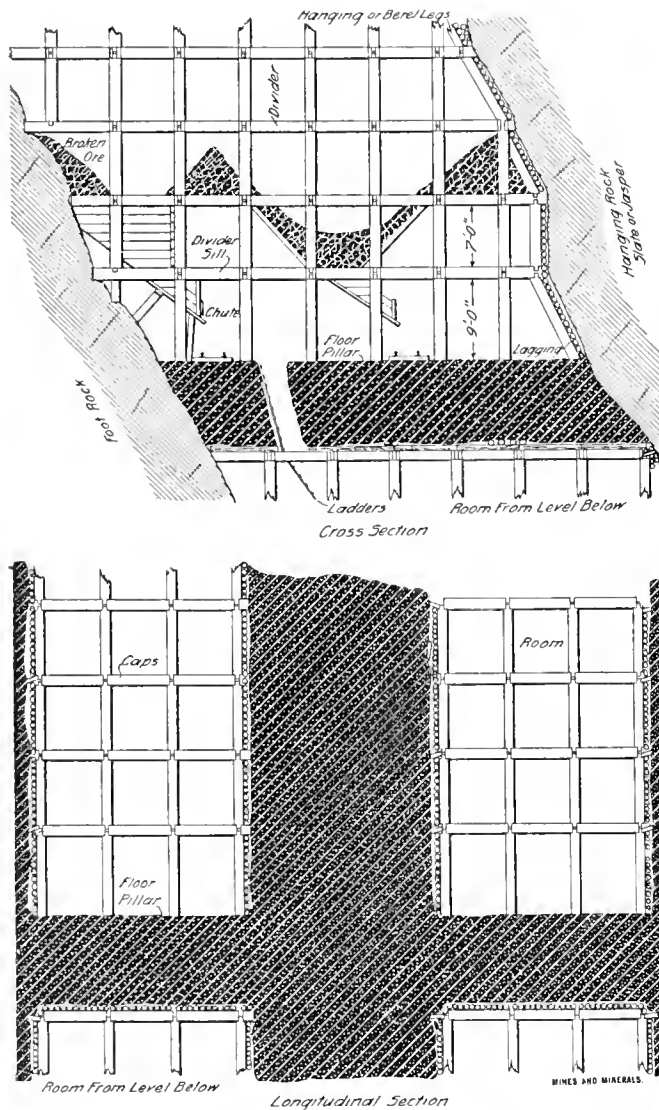 Hanging or Berel Legs
Divider
Broken
Ore
Hanging Rock
Slate or Jasper
7'-0"
Divider
Sill
Chute
9'-0"
Floor
Pillar
Lagging
Foot Rock
Ladders
Room From Level Below
Cross Section
Caps
Room
Floor
Pillar
Room From Level Below
MINES AND MINERALS.
Longitudinal Section